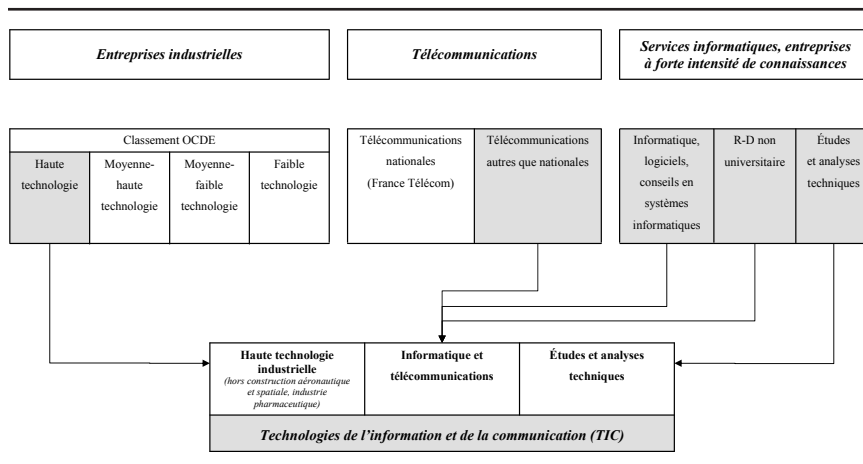 Entreprises industrielles
Télécommunications
Services informatiques, entreprises
à forte intensité de connaissances
Classement OCDE
Haute
technologie
Moyenne-
haute
technologie
Moyenne-
faible
technologie
Faible
technologie
Télécommunications
nationales
(France Télécom)
Télécommunications
autres que nationales
Informatique,
logiciels,
conseils en
systèmes
informatiques
R-D non
universitaire
Études
et analyses
techniques
Haute technologie
industrielle
(hors construction aéronautique
et spatiale, industrie
pharmaceutique)
Informatique et
télécommunications
Études et analyses
techniques
Technologies de l'information et de la communication (TIC)